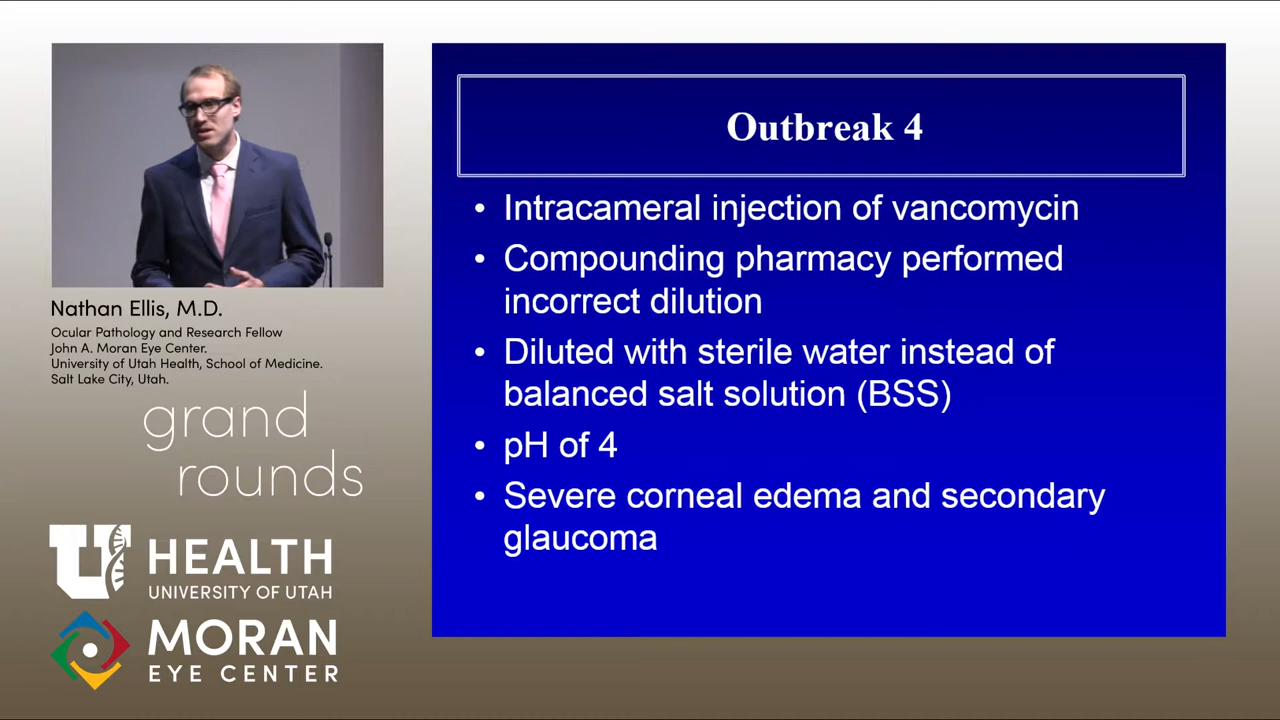 Outbreak 4
• Intracameral injection of vancomycin
• Compounding pharmacy performed
incorrect dilution
• Diluted with sterile water instead of
balanced salt solution (BSS)
• pH of 4
• Severe corneal edema and secondary
glaucoma
Nathan Ellis, M.D.
Ocular Pathology and Research Fellow
John A. Moran Eye Center.
University of Utah Health, School of Medicine.
Salt Lake City, Utah.
grand
rounds
U HEALTH
UNIVERSITY OF UTAH
MORAN
EYE CENTER